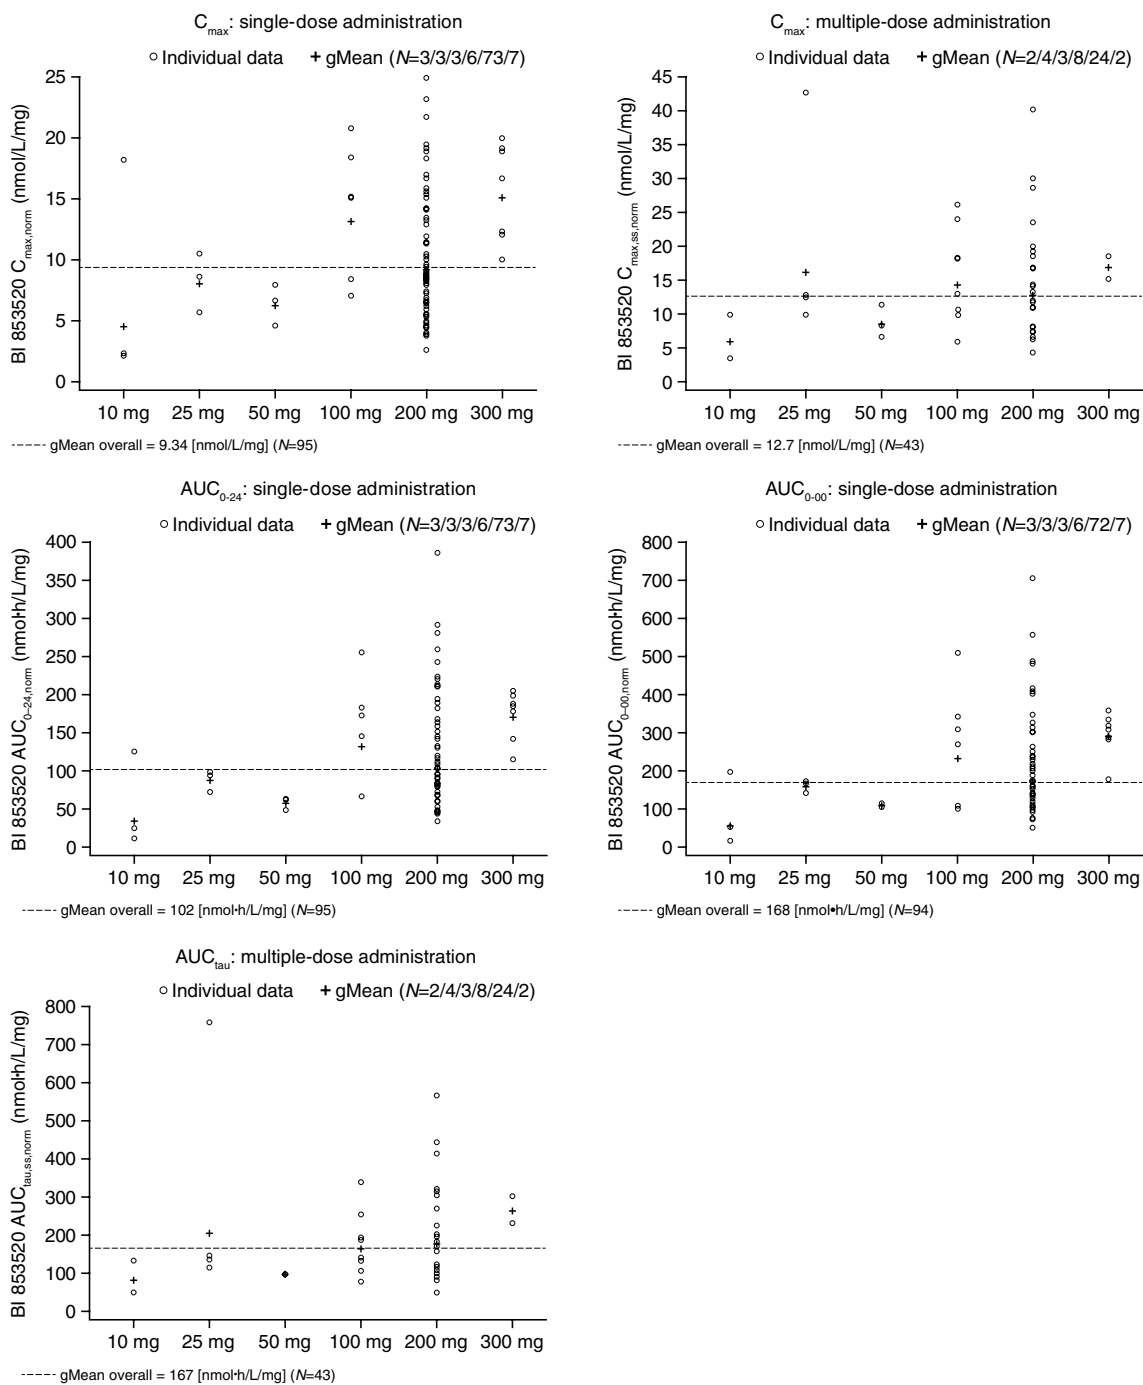 C_max: single-dose administration
○ Individual data + gMean (N=3/3/3/6/73/7)
BI 853520 C_max,norm (nmol/L/mg)
25
20
15
10
5
0
10 mg 25 mg 50 mg 100 mg 200 mg 300 mg
----- gMean overall = 9.34 [nmol/L/mg] (N=95)
C_max: multiple-dose administration
○ Individual data + gMean (N=2/4/3/8/24/2)
BI 853520 C_max,ss,norm (nmol/L/mg)
45
40
35
30
25
20
15
10
5
0
10 mg 25 mg 50 mg 100 mg 200 mg 300 mg
----- gMean overall = 12.7 [nmol/L/mg] (N=43)
AUC_0-24: single-dose administration
○ Individual data + gMean (N=3/3/3/6/73/7)
BI 853520 AUC_0–24,norm (nmol·h/L/mg)
400
350
300
250
200
150
100
50
0
10 mg 25 mg 50 mg 100 mg 200 mg 300 mg
----- gMean overall = 102 [nmol·h/L/mg] (N=95)
AUC_0-00: single-dose administration
○ Individual data + gMean (N=3/3/3/6/72/7)
BI 853520 AUC_0–00,norm (nmol·h/L/mg)
800
700
600
500
400
300
200
100
0
10 mg 25 mg 50 mg 100 mg 200 mg 300 mg
----- gMean overall = 168 [nmol•h/L/mg] (N=94)
AUC_tau: multiple-dose administration
○ Individual data + gMean (N=2/4/3/8/24/2)
BI 853520 AUC_tau,ss,norm (nmol·h/L/mg)
800
700
600
500
400
300
200
100
0
10 mg 25 mg 50 mg 100 mg 200 mg 300 mg
----- gMean overall = 167 [nmol·h/L/mg] (N=43)